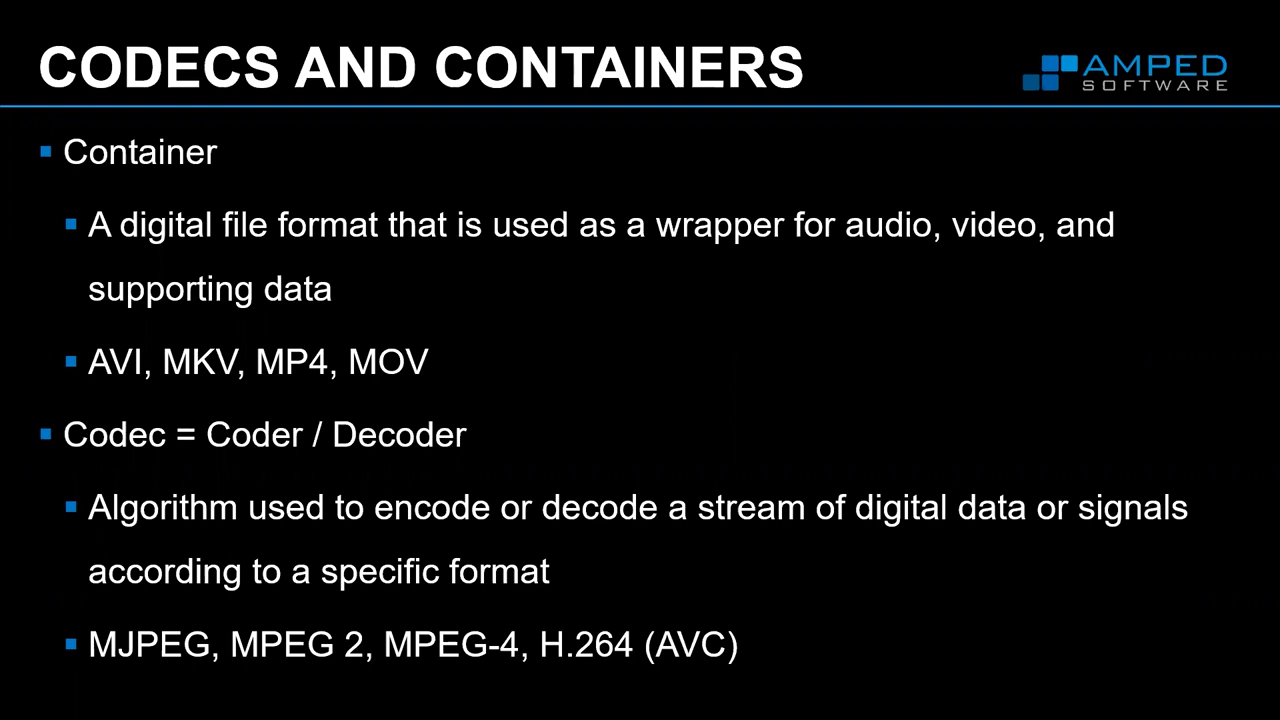 CODECS AND CONTAINERS
AMPED
SOFTWARE
Container
A digital file format that is used as a wrapper for audio, video, and
supporting data
AVI, MKV, MP4, MOV
Codec = Coder / Decoder
Algorithm used to encode or decode a stream of digital data or signals
according to a specific format
MJPEG, MPEG 2, MPEG-4, H.264 (AVC)